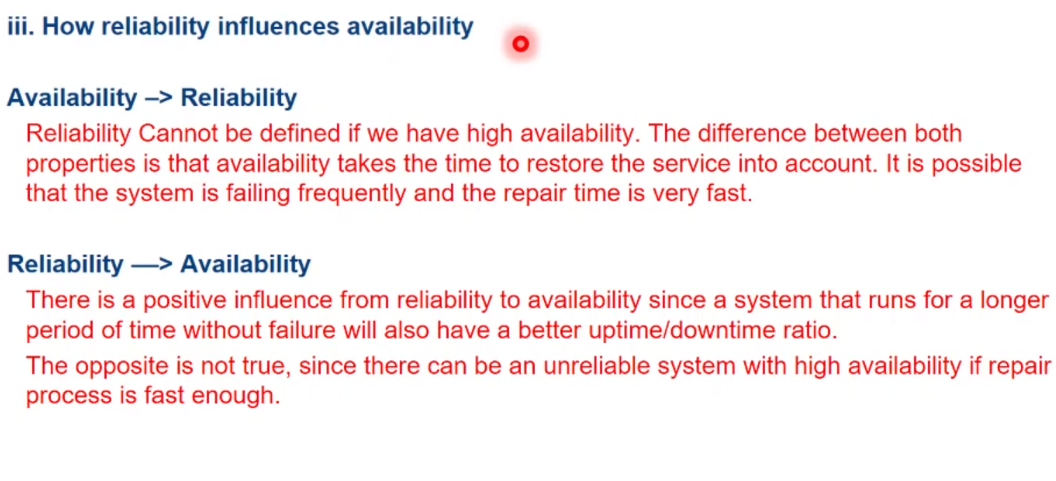 iii. How reliability influences availability
Availability –> Reliability
Reliability Cannot be defined if we have high availability. The difference between both
properties is that availability takes the time to restore the service into account. It is possible
that the system is failing frequently and the repair time is very fast.
Reliability —> Availability
There is a positive influence from reliability to availability since a system that runs for a longer
period of time without failure will also have a better uptime/downtime ratio.
The opposite is not true, since there can be an unreliable system with high availability if repair
process is fast enough.